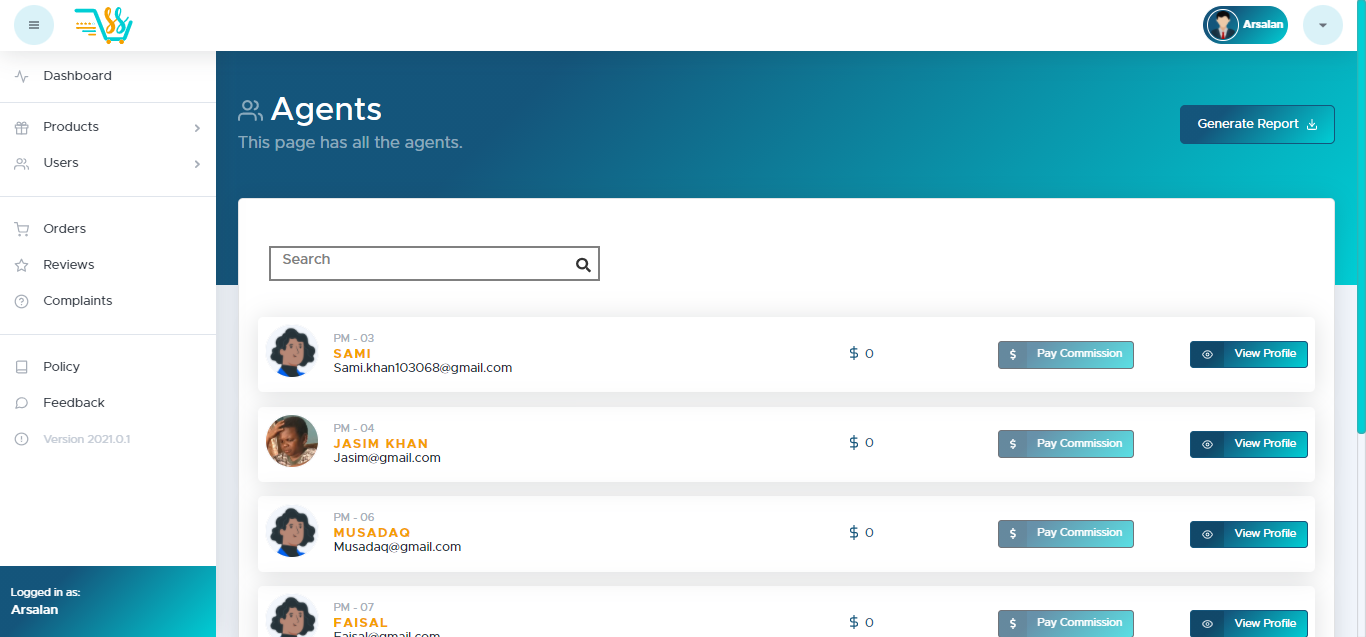 Arsalan
Dashboard
Products
Users
Orders
Reviews
Complaints
Policy
Feedback
Version 2021.0.1
Logged in as:
Arsalan
Agents
This page has all the agents.
Generate Report
Search
PM - 03
SAMI
Sami.khan103068@gmail.com
$ 0
$ Pay Commission
View Profile
PM - 04
JASIM KHAN
Jasim@gmail.com
$ 0
$ Pay Commission
View Profile
PM - 06
MUSADAQ
Musadaq@gmail.com
$ 0
$ Pay Commission
View Profile
PM - 07
FAISAL
Faisal@gmail.com
$ 0
$ Pay Commission
View Profile